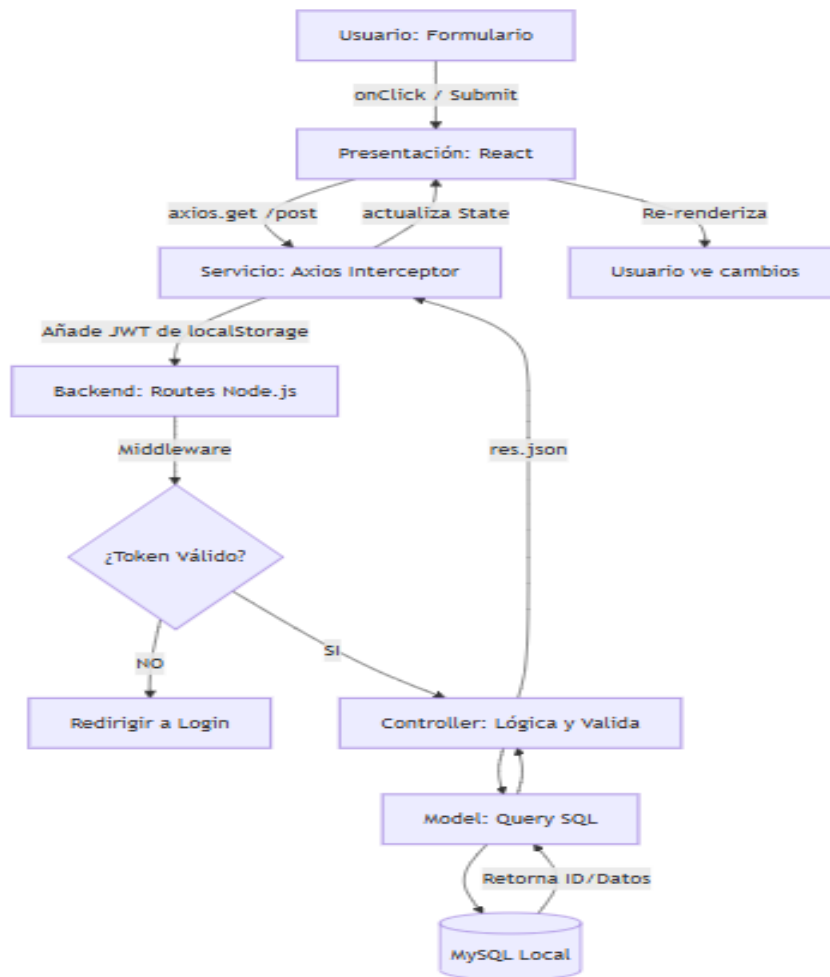 Usuario: Formulario
onClick / Submit
Presentación: React
axios.get /post
actualiza State
Re-renderiza
Servicio: Axios Interceptor
Usuario ve cambios
Añade JWT de localStorage
Backend: Routes Node.js
Middleware
res.json
¿Token Válido?
NO
SI
Redirigir a Login
Controller: Lógica y Valida
Model: Query SQL
Retorna ID/Datos
MySQL Local